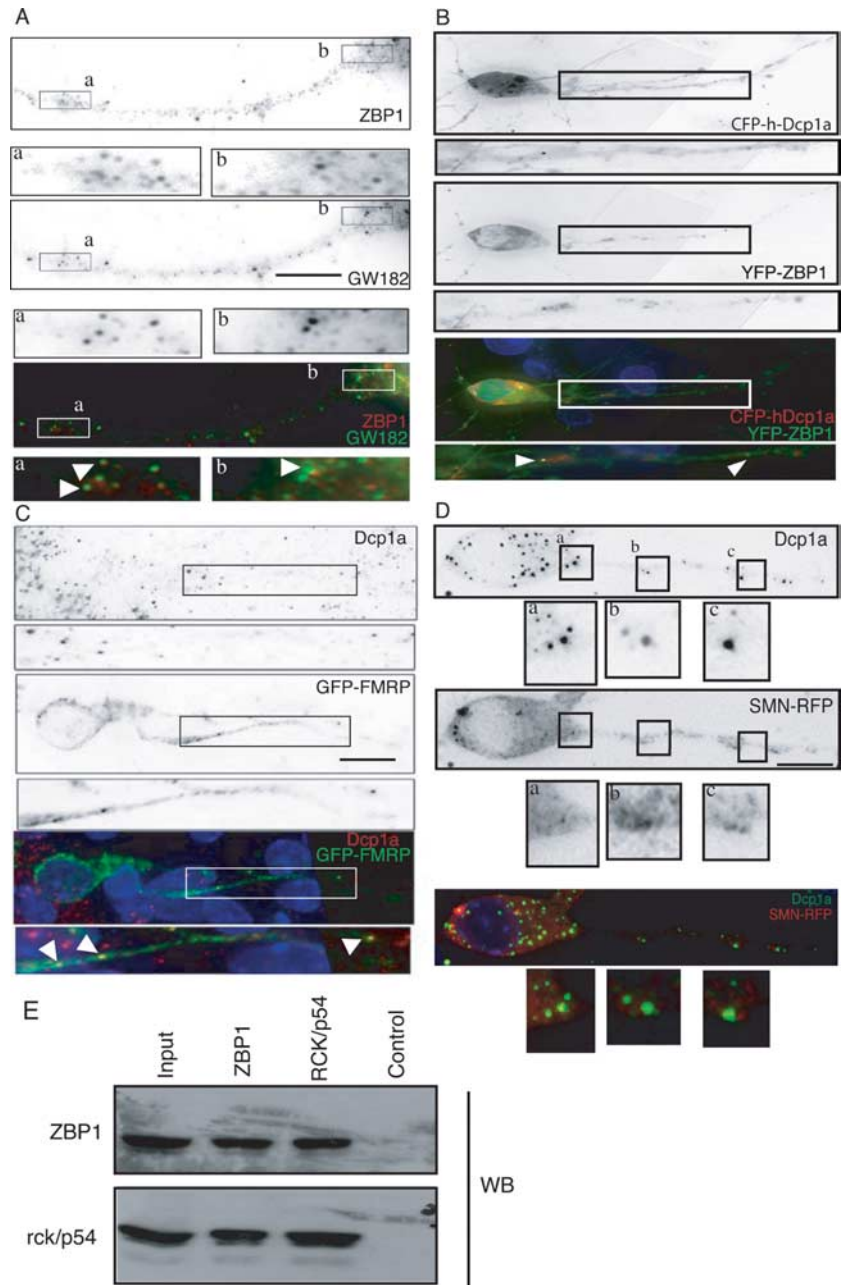 A
b
a
ZBP1
a
b
b
a
GW182
a
b
b
a
ZBP1
GW182
a
b
B
CFP-h-Dcp1a
YFP-ZBP1
CFP-hDcp1a
YFP-ZBP1
C
Dcp1a
GFP-FMRP
Dcp1a
GFP-FMRP
D
Dcp1a
a
b
c
a
b
c
SMN-RFP
a
b
c
Dcp1a
SMN-RFP
E
Input
ZBP1
RCK/p54
Control
ZBP1
rck/p54
WB